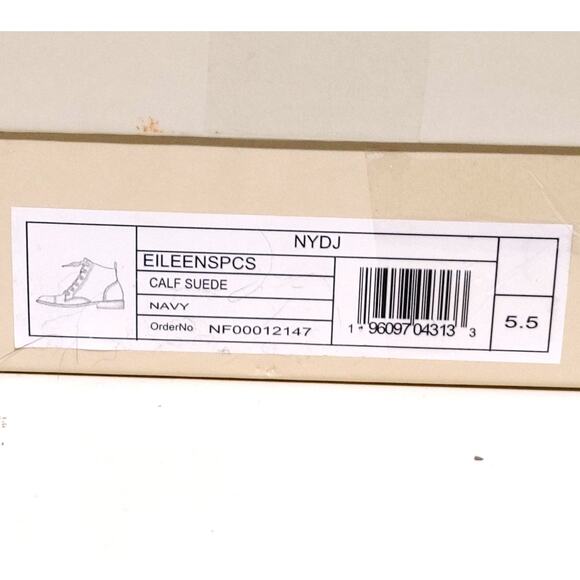 NYDJ
EILEENSPCS
CALF SUEDE
NAVY
OrderNo NF00012147
1 96097 04313 3
5.5